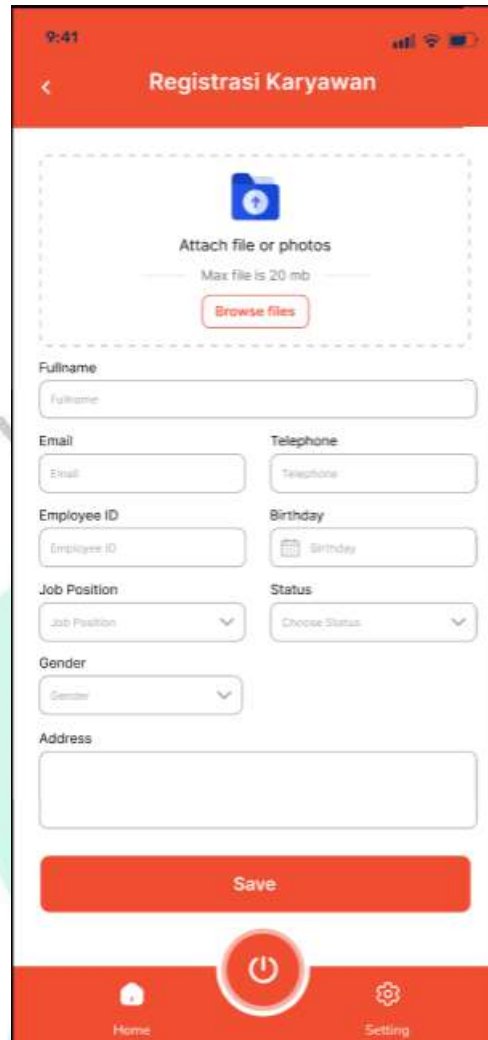 9:41
Registrasi Karyawan
Attach file or photos
Max file is 20 mb
Browse files
Fullname
Fullname
Email Telephone
Email Telephone
Employee ID Birthday
Employee ID Birthday
Job Position Status
Job Position Choose Status
Gender
Gender
Address
Save
Home Setting